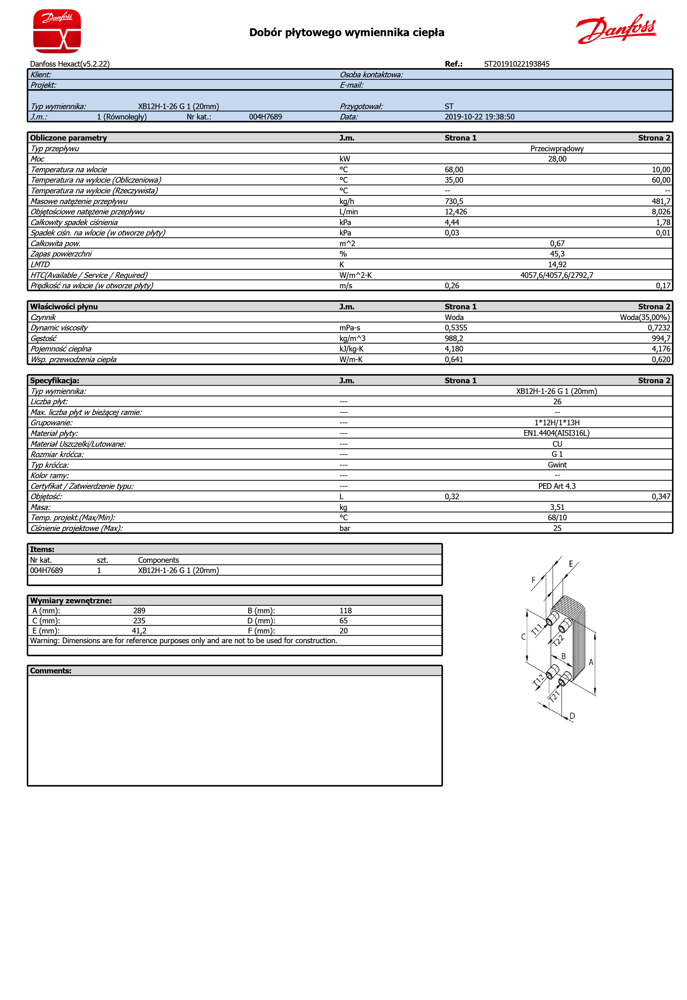 Danfoss
X
Dobór płytowego wymiennika ciepła
Danfoss
Danfoss Hexact(v5.2.22) Ref.: ST20191022193845
Klient: Osoba kontaktowa:
Projekt: E-mail:
Typ wymiennika: XB12H-1-26 G 1 (20mm) Przygotował: ST
J.m.: 1 (Równoległy) Nr kat.: 004H7689 Data: 2019-10-22 19:38:50
Obliczone parametry J.m. Strona 1 Strona 2
Typ przepływu Przeciwprądowy
Moc kW 28,00
Temperatura na wlocie °C 68,00 10,00
Temperatura na wylocie (Obliczeniowa) °C 35,00 60,00
Temperatura na wylocie (Rzeczywista) °C -- --
Masowe natężenie przepływu kg/h 730,5 481,7
Objętościowe natężenie przepływu L/min 12,426 8,026
Całkowity spadek ciśnienia kPa 4,44 1,78
Spadek ciśn. na wlocie (w otworze płyty) kPa 0,03 0,01
Całkowita pow. m^2 0,67
Zapas powierzchni % 45,3
LMTD K 14,92
HTC(Available / Service / Required) W/m^2-K 4057,6/4057,6/2792,7
Prędkość na wlocie (w otworze płyty) m/s 0,26 0,17
Właściwości płynu J.m. Strona 1 Strona 2
Czynnik Woda Woda(35,00%)
Dynamic viscosity mPa-s 0,5355 0,7232
Gęstość kg/m^3 988,2 994,7
Pojemność cieplna kJ/kg-K 4,180 4,176
Wsp. przewodzenia ciepła W/m-K 0,641 0,620
Specyfikacja: J.m. Strona 1 Strona 2
Typ wymiennika: XB12H-1-26 G 1 (20mm)
Liczba płyt: --- 26
Max. liczba płyt w bieżącej ramie: --- --
Grupowanie: --- 1*12H/1*13H
Materiał płyty: --- EN1.4404(AISI316L)
Materiał Uszczelki/Lutowane: --- CU
Rozmiar króćca: --- G 1
Typ króćca: --- Gwint
Kolor ramy: --- --
Certyfikat / Zatwierdzenie typu: --- PED Art 4.3
Objętość: L 0,32 0,347
Masa: kg 3,51
Temp. projekt.(Max/Min): °C 68/10
Ciśnienie projektowe (Max): bar 25
Items:
Nr kat. szt. Components
004H7689 1 XB12H-1-26 G 1 (20mm)
Wymiary zewnętrzne:
A (mm): 289 B (mm): 118
C (mm): 235 D (mm): 65
E (mm): 41,2 F (mm): 20
Warning: Dimensions are for reference purposes only and are not to be used for construction.
Comments:
E
F
T11
T22
C
B
A
T12
T21
D